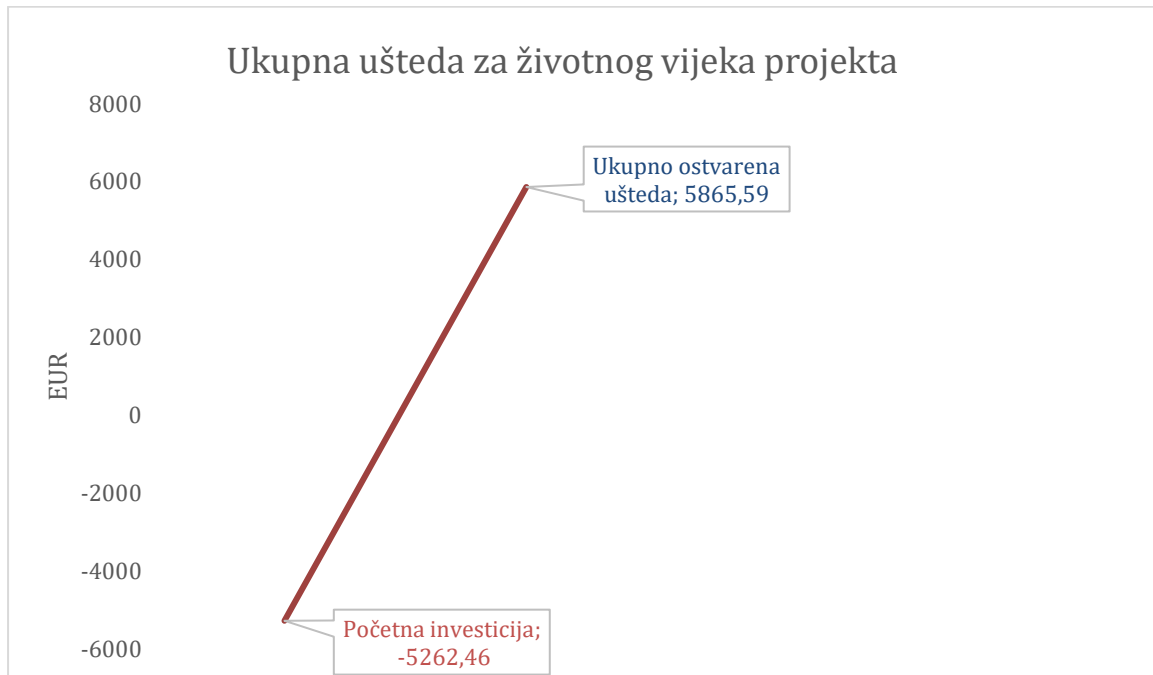 Ukupna ušteda za životnog vijeka projekta
8000
6000
4000
2000
0
-2000
-4000
-6000
EUR
Ukupno ostvarena
ušteda; 5865,59
Početna investicija;
-5262,46